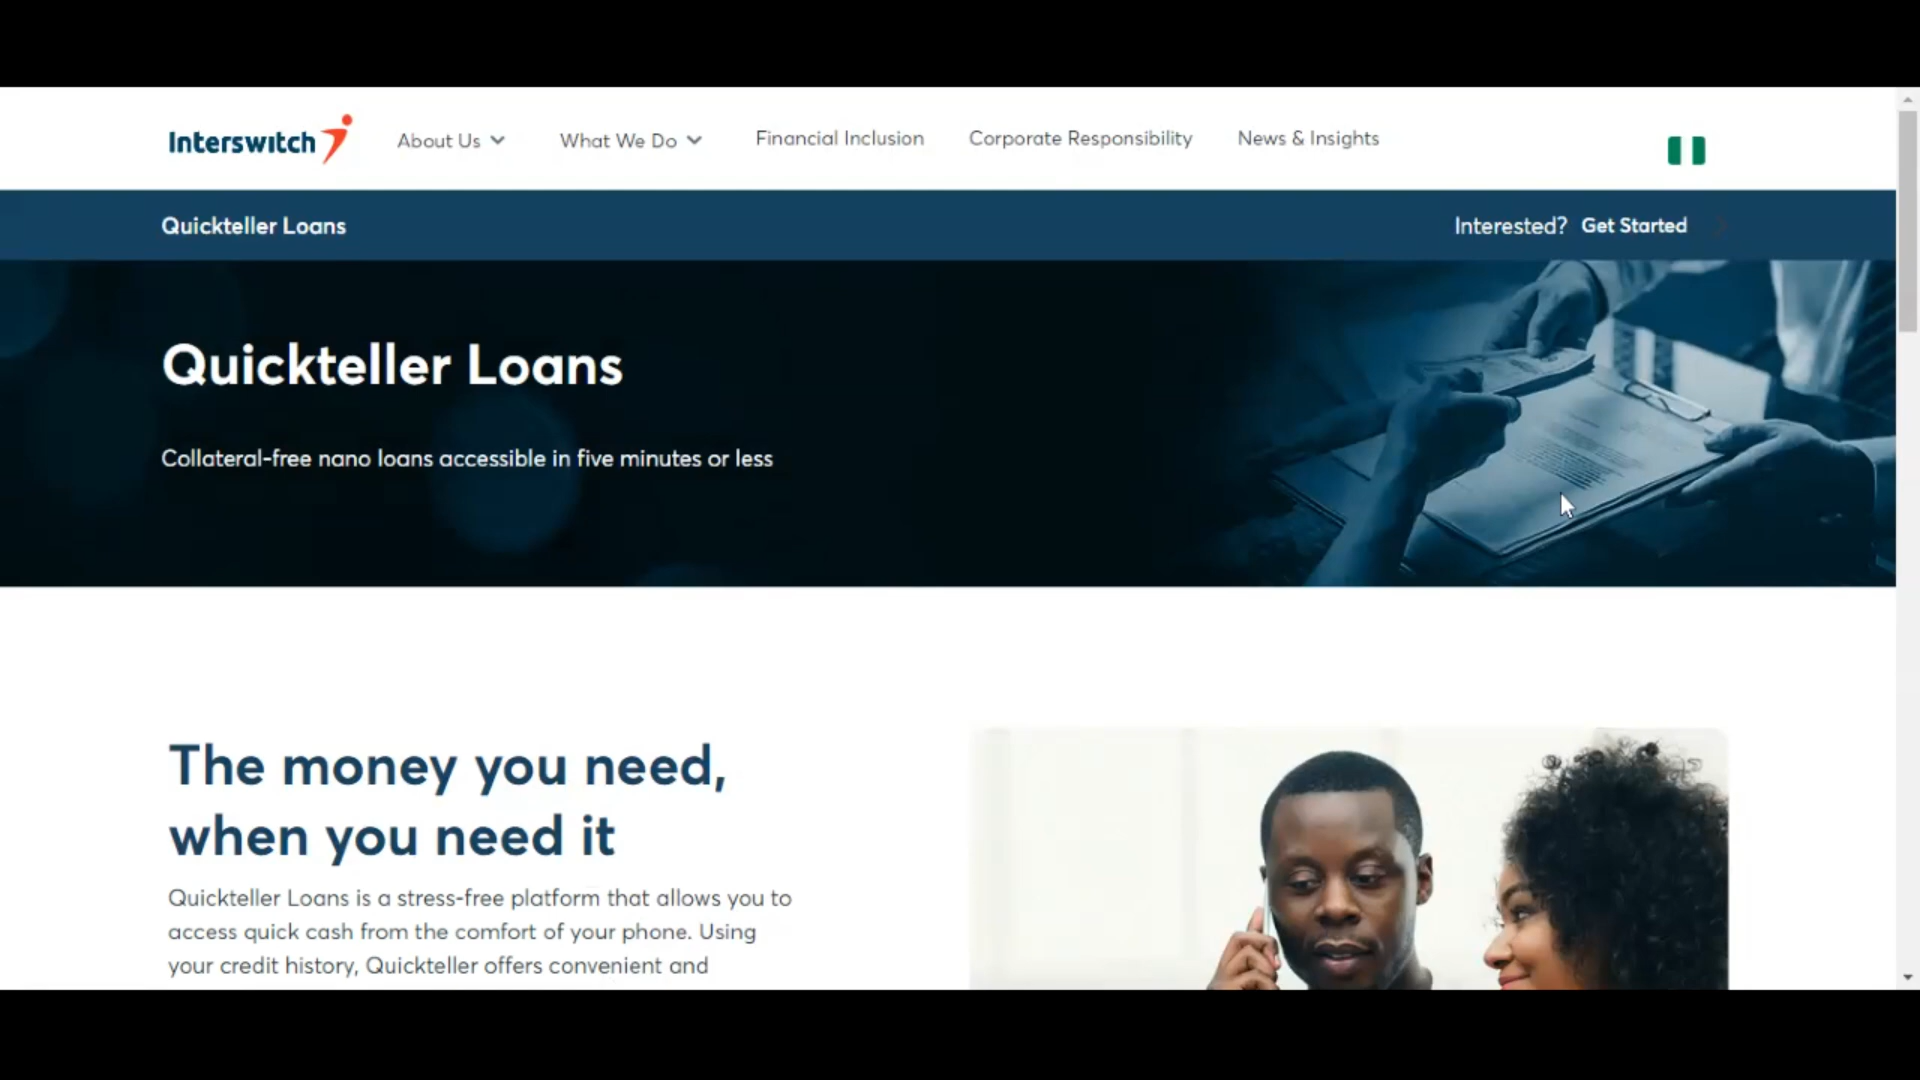 Interswitch
About Us
What We Do
Financial Inclusion
Corporate Responsibility
News & Insights
Quickteller Loans
Interested? Get Started
Quickteller Loans
Collateral-free nano loans accessible in five minutes or less
The money you need,
when you need it
Quickteller Loans is a stress-free platform that allows you to
access quick cash from the comfort of your phone. Using
your credit history, Quickteller offers convenient and